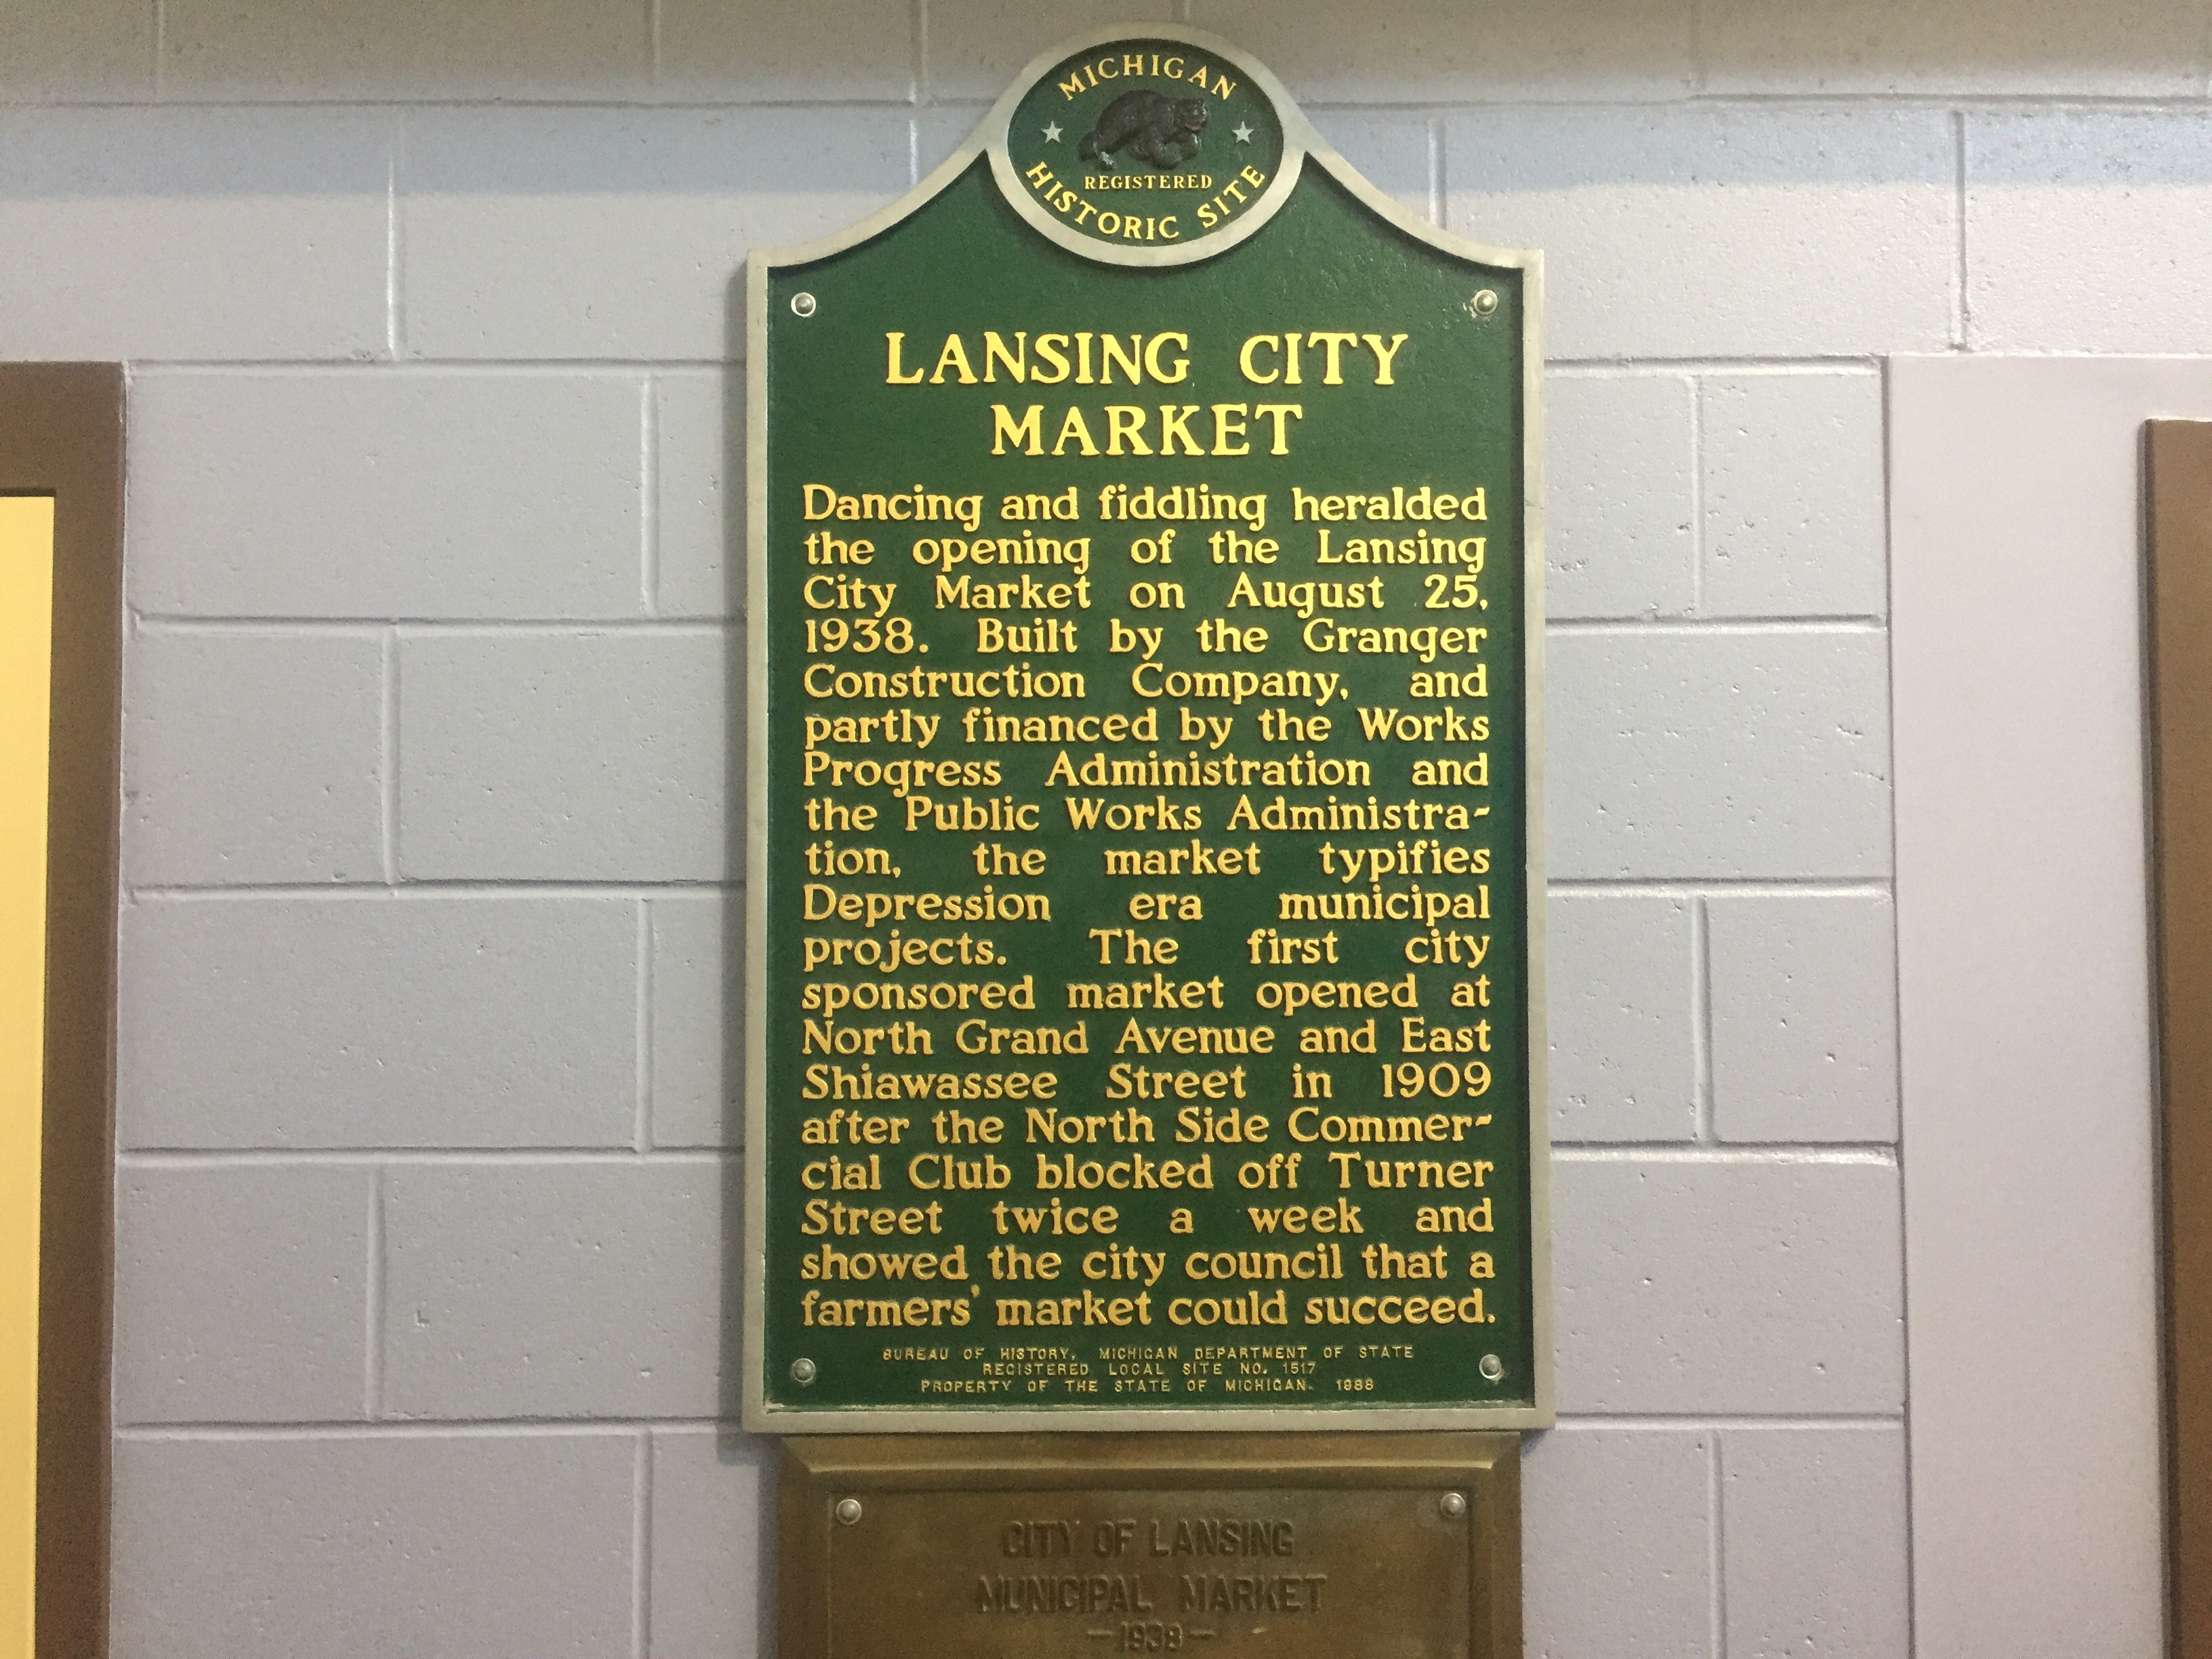 MICHIGAN
REGISTERED
HISTORIC SITE
LANSING CITY
MARKET
Dancing and fiddling heralded
the opening of the Lansing
City Market on August 25,
1938. Built by the Granger
Construction Company, and
partly financed by the Works
Progress Administration and
the Public Works Administra-
tion, the market typifies
Depression era municipal
projects. The first city
sponsored market opened at
North Grand Avenue and East
Shiawassee Street in 1909
after the North Side Commer-
cial Club blocked off Turner
Street twice a week and
showed the city council that a
farmers' market could succeed.
BUREAU OF HISTORY, MICHIGAN DEPARTMENT OF STATE
REGISTERED LOCAL SITE NO. 1517
PROPERTY OF THE STATE OF MICHIGAN. 1988
CITY OF LANSING
MUNICIPAL MARKET
—1938—